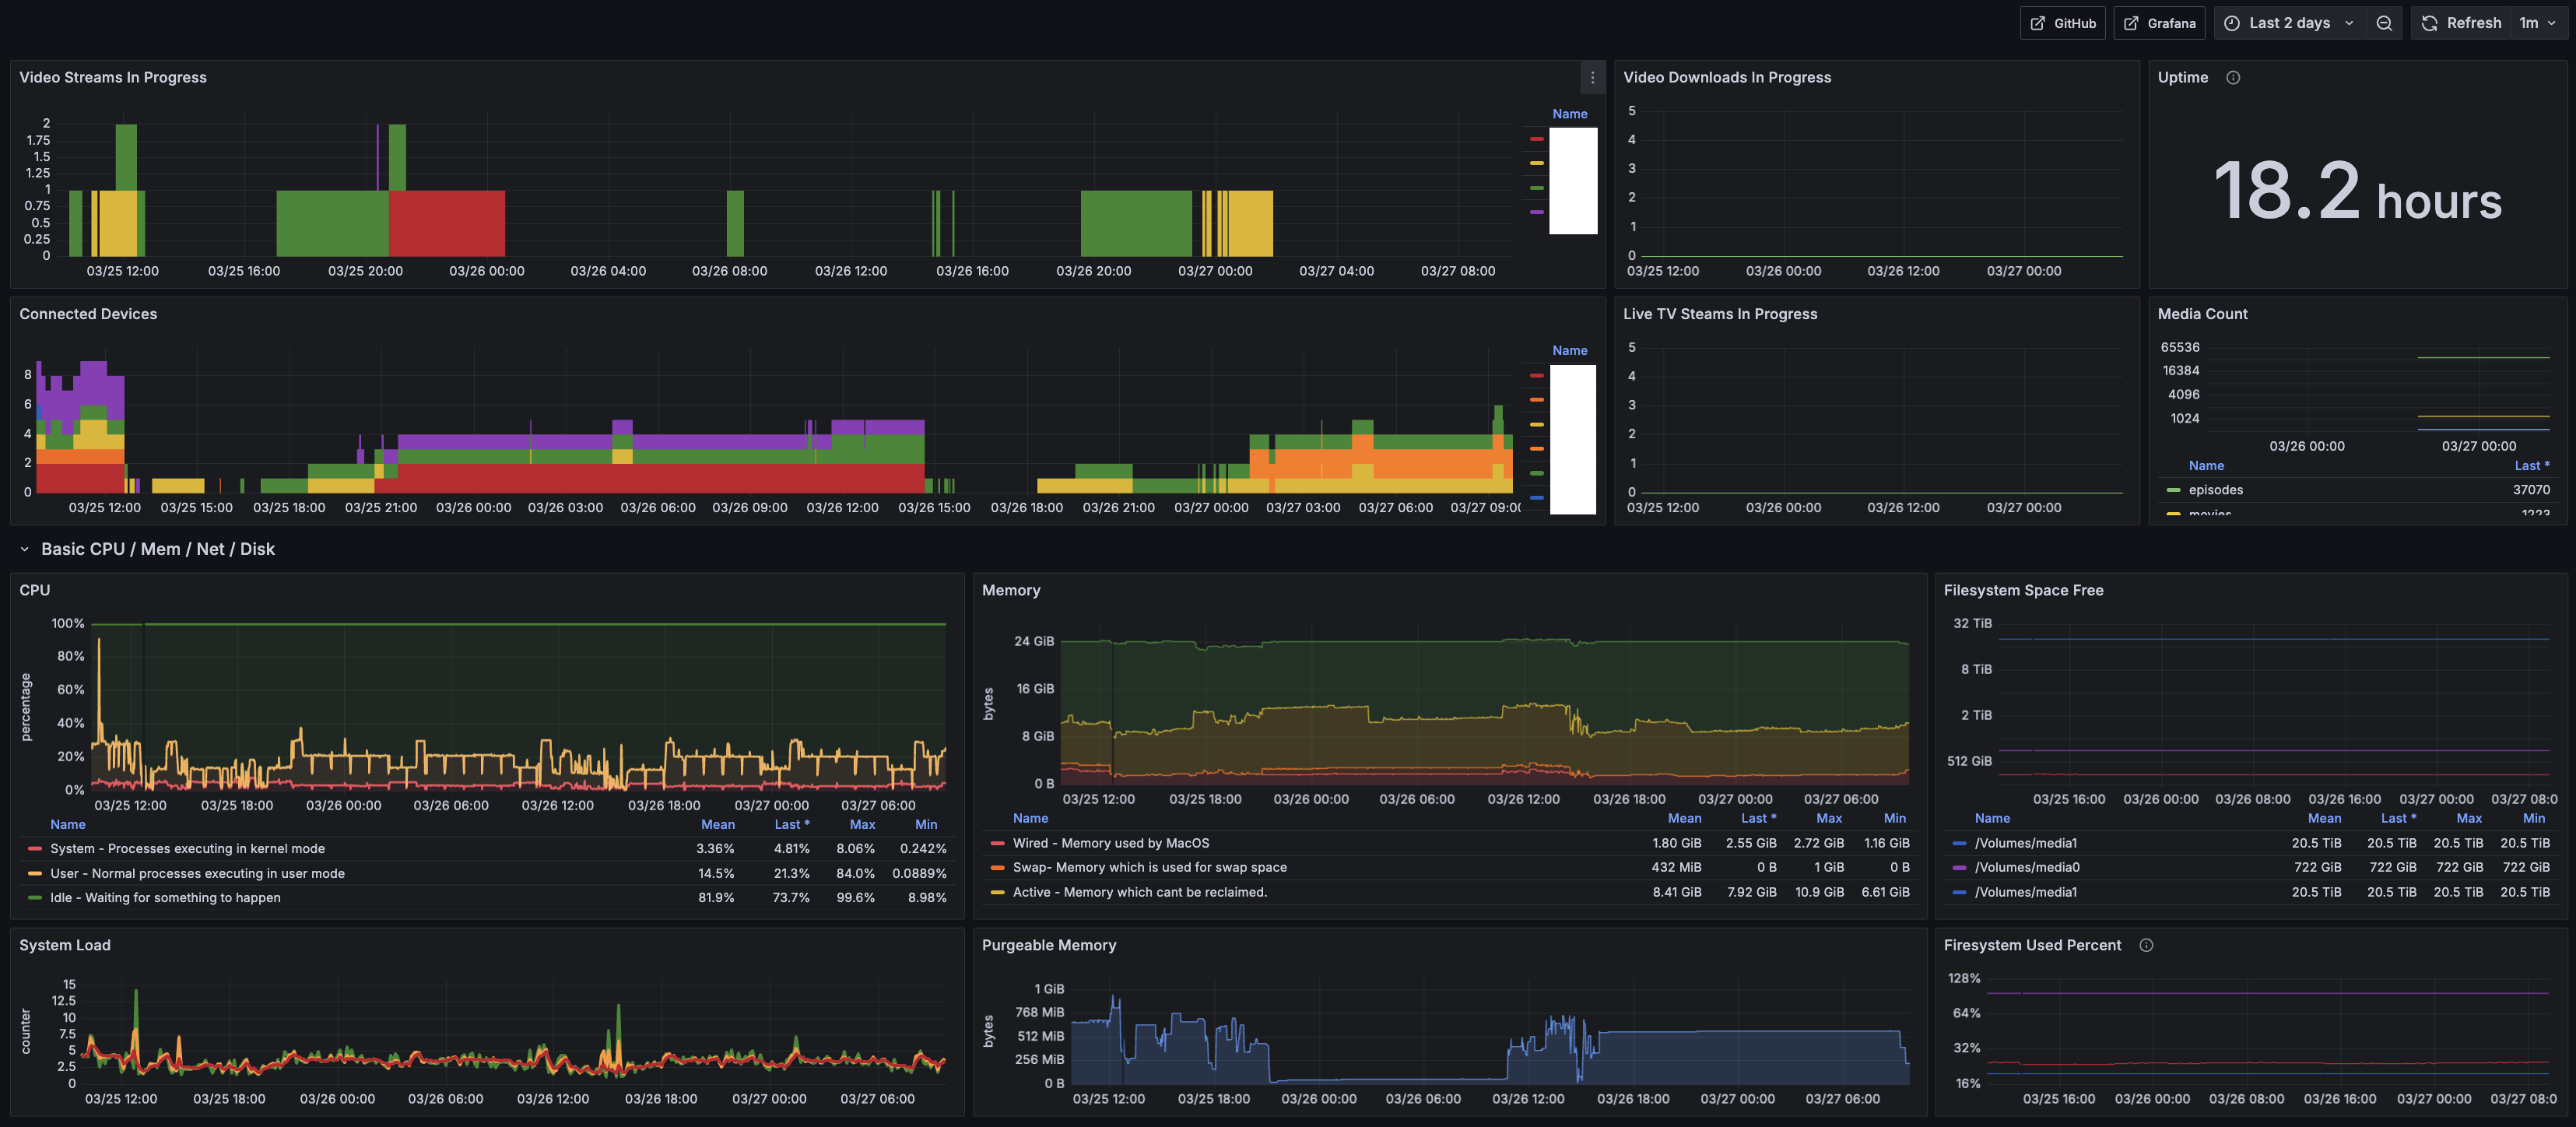 GitHub Grafana Last 2 days Refresh 1m
Video Streams In Progress
Name
2
1.75
1.5
1.25
1
0.75
0.5
0.25
0
03/25 12:00 03/25 16:00 03/25 20:00 03/26 00:00 03/26 04:00 03/26 08:00 03/26 12:00 03/26 16:00 03/26 20:00 03/27 00:00 03/27 04:00 03/27 08:00
Video Downloads In Progress
5
4
3
2
1
0
03/25 12:00 03/26 00:00 03/26 12:00 03/27 00:00
Uptime
18.2 hours
Connected Devices
Name
8
6
4
2
0
03/25 12:00 03/25 15:00 03/25 18:00 03/25 21:00 03/26 00:00 03/26 03:00 03/26 06:00 03/26 09:00 03/26 12:00 03/26 15:00 03/26 18:00 03/26 21:00 03/27 00:00 03/27 03:00 03/27 06:00 03/27 09:00
Live TV Steams In Progress
5
4
3
2
1
0
03/25 12:00 03/26 00:00 03/26 12:00 03/27 00:00
Media Count
65536
16384
4096
1024
03/26 00:00 03/27 00:00
Name Last *
episodes 37070
movies 1223
Basic CPU / Mem / Net / Disk
CPU
percentage
100%
80%
60%
40%
20%
0%
03/25 12:00 03/25 18:00 03/26 00:00 03/26 06:00 03/26 12:00 03/26 18:00 03/27 00:00 03/27 06:00
Name Mean Last * Max Min
System - Processes executing in kernel mode 3.36% 4.81% 8.06% 0.242%
User - Normal processes executing in user mode 14.5% 21.3% 84.0% 0.0889%
Idle - Waiting for something to happen 81.9% 73.7% 99.6% 8.98%
Memory
bytes
24 GiB
16 GiB
8 GiB
0 B
03/25 12:00 03/25 18:00 03/26 00:00 03/26 06:00 03/26 12:00 03/26 18:00 03/27 00:00 03/27 06:00
Name Mean Last * Max Min
Wired - Memory used by MacOS 1.80 GiB 2.55 GiB 2.72 GiB 1.16 GiB
Swap- Memory which is used for swap space 432 MiB 0 B 1 GiB 0 B
Active - Memory which cant be reclaimed. 8.41 GiB 7.92 GiB 10.9 GiB 6.61 GiB
Filesystem Space Free
32 TiB
8 TiB
2 TiB
512 GiB
03/25 16:00 03/26 00:00 03/26 08:00 03/26 16:00 03/27 00:00 03/27 08:0
Name Mean Last * Max Min
/Volumes/media1 20.5 TiB 20.5 TiB 20.5 TiB 20.5 TiB
/Volumes/media0 722 GiB 722 GiB 722 GiB 722 GiB
/Volumes/media1 20.5 TiB 20.5 TiB 20.5 TiB 20.5 TiB
System Load
counter
15
12.5
10
7.5
5
2.5
0
03/25 12:00 03/25 18:00 03/26 00:00 03/26 06:00 03/26 12:00 03/26 18:00 03/27 00:00 03/27 06:00
Purgeable Memory
bytes
1 GiB
768 MiB
512 MiB
256 MiB
0 B
03/25 12:00 03/25 18:00 03/26 00:00 03/26 06:00 03/26 12:00 03/26 18:00 03/27 00:00 03/27 06:00
Firesystem Used Percent
128%
64%
32%
16%
03/25 16:00 03/26 00:00 03/26 08:00 03/26 16:00 03/27 00:00 03/27 08:0